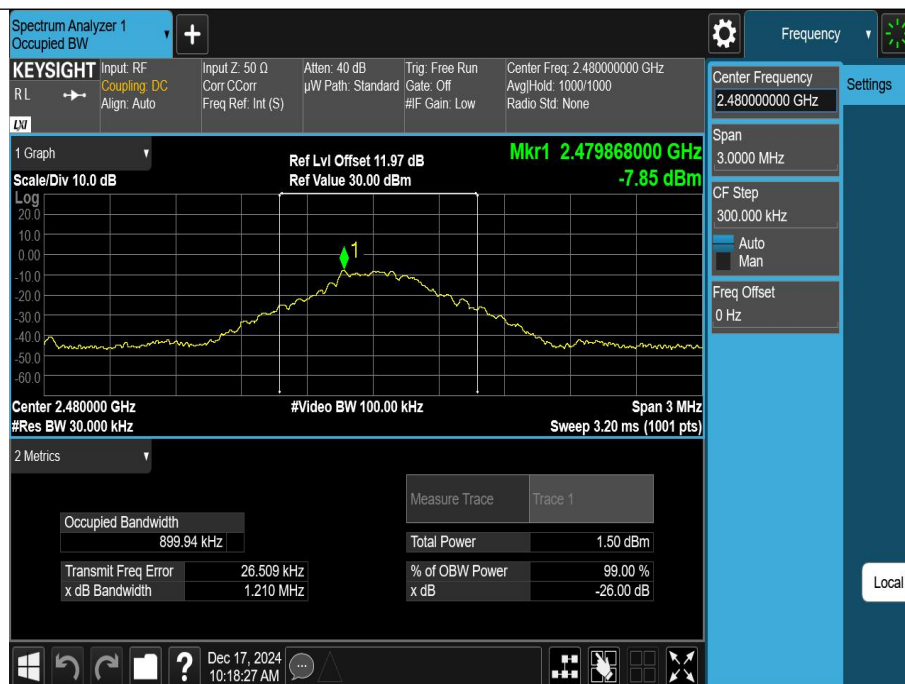 Spectrum Analyzer 1
Occupied BW
+
Frequency
KEYSIGHT
RL
LXI
Input: RF
Coupling: DC
Align: Auto
Input Z: 50 Ω
Corr CCorr
Freq Ref: Int (S)
Atten: 40 dB
µW Path: Standard
Trig: Free Run
Gate: Off
#IF Gain: Low
Center Freq: 2.480000000 GHz
Avg|Hold: 1000/1000
Radio Std: None
Center Frequency
2.480000000 GHz
Settings
Span
3.0000 MHz
CF Step
300.000 kHz
Auto
Man
Freq Offset
0 Hz
Local
1 Graph
Scale/Div 10.0 dB
Ref Lvl Offset 11.97 dB
Ref Value 30.00 dBm
Mkr1 2.479868000 GHz
-7.85 dBm
Log
20.0
10.0
0.00
-10.0
-20.0
-30.0
-40.0
-50.0
-60.0
1
Center 2.480000 GHz
#Res BW 30.000 kHz
#Video BW 100.00 kHz
Span 3 MHz
Sweep 3.20 ms (1001 pts)
2 Metrics
Measure Trace
Trace 1
Occupied Bandwidth
899.94 kHz
Total Power
1.50 dBm
Transmit Freq Error
26.509 kHz
% of OBW Power
99.00 %
x dB Bandwidth
1.210 MHz
x dB
-26.00 dB
?
Dec 17, 2024
10:18:27 AM